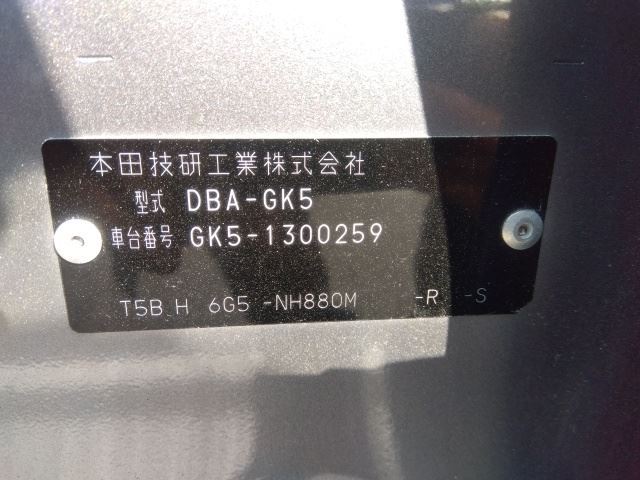 本田技研工業株式会社
型式 DBA-GK5
車台番号 GK5-1300259
T5B H 6G5 -NH880M -R -S